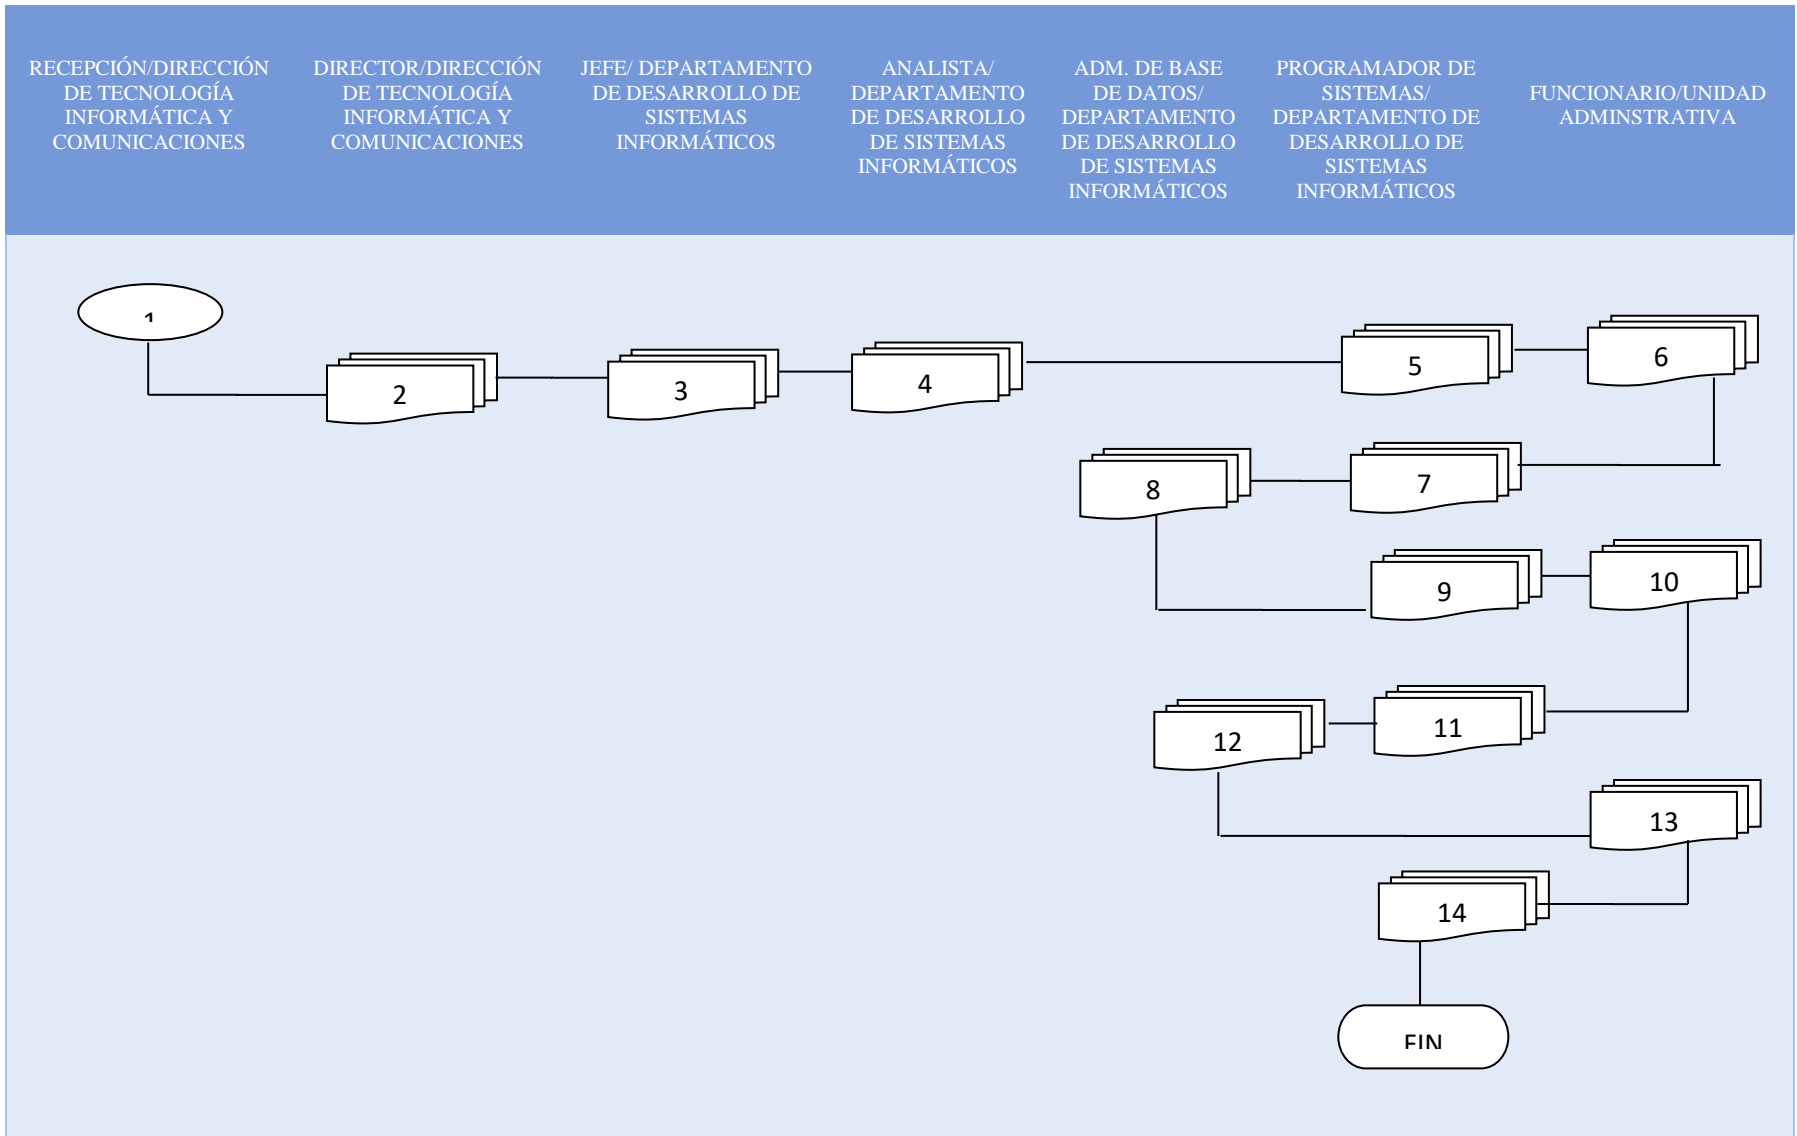 RECEPCIÓN/DIRECCIÓN
DE TECNOLOGÍA
INFORMÁTICA Y
COMUNICACIONES
DIRECTOR/DIRECCIÓN
DE TECNOLOGÍA
INFORMÁTICA Y
COMUNICACIONES
JEFE/ DEPARTAMENTO
DE DESARROLLO DE
SISTEMAS
INFORMÁTICOS
ANALISTA/
DEPARTAMENTO
DE DESARROLLO
DE SISTEMAS
INFORMÁTICOS
ADM. DE BASE
DE DATOS/
DEPARTAMENTO
DE DESARROLLO
DE SISTEMAS
INFORMÁTICOS
PROGRAMADOR DE
SISTEMAS/
DEPARTAMENTO DE
DESARROLLO DE
SISTEMAS
INFORMÁTICOS
FUNCIONARIO/UNIDAD
ADMINSTRATIVA
1
2
3
4
5
6
7
8
9
10
11
12
13
14
FIN